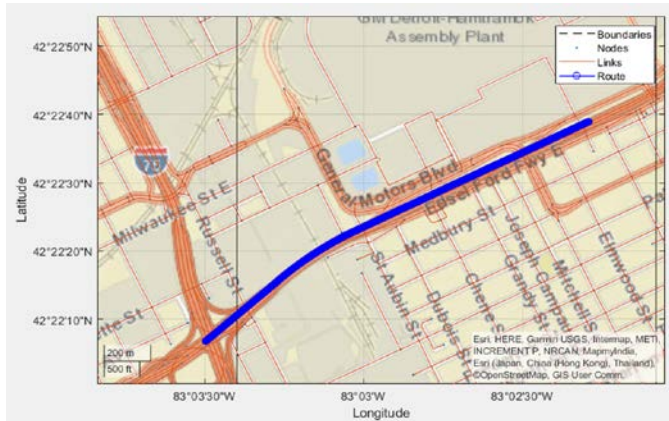 GM Detroit-Hamtramck
Assembly Plant
Boundaries
Nodes
Links
Route
42°22'50"N
42°22'40"N
42°22'30"N
42°22'20"N
42°22'10"N
Latitude
General Motors Blvd
Edsel Ford Fwy E
Milwaukee St E
Russell St
Medbury St
St Aubin St
Dubois St
Chene St
Grandy St
Joseph Campau
Mitchell S
Elmwood St
ette St
200 m
500 ft
Esri, HERE, Garmin USGS, Intermap, METI
INCREMENT P, NRCAN, MapmyIndia,
Esri (Japan, China (Hong Kong), Thailand),
©OpenStreetMap, GIS User Comm.
83°03'30"W
83°03'W
83°02'30"W
Longitude